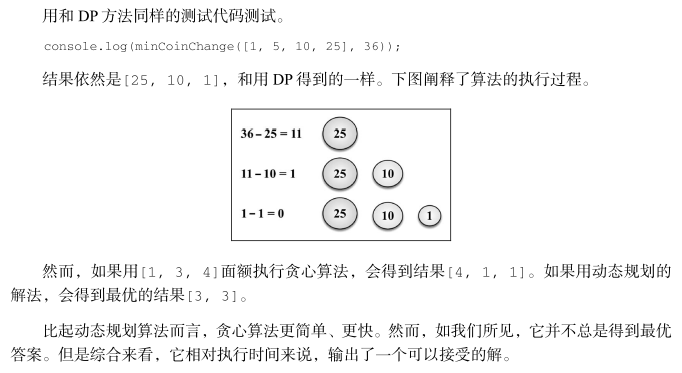 用和 DP 方法同样的测试代码测试。
console.log(minCoinChange([1, 5, 10, 25], 36));
结果依然是[25, 10, 1]，和用 DP 得到的一样。下图阐释了算法的执行过程。
36 – 25 = 11 25
11 – 10 = 1 25 10
1 – 1 = 0 25 10 1
然而，如果用[1, 3, 4]面额执行贪心算法，会得到结果[4, 1, 1]。如果用动态规划的
解法，会得到最优的结果[3, 3]。
比起动态规划算法而言，贪心算法更简单、更快。然而，如我们所见，它并不总是得到最优
答案。但是综合来看，它相对执行时间来说，输出了一个可以接受的解。